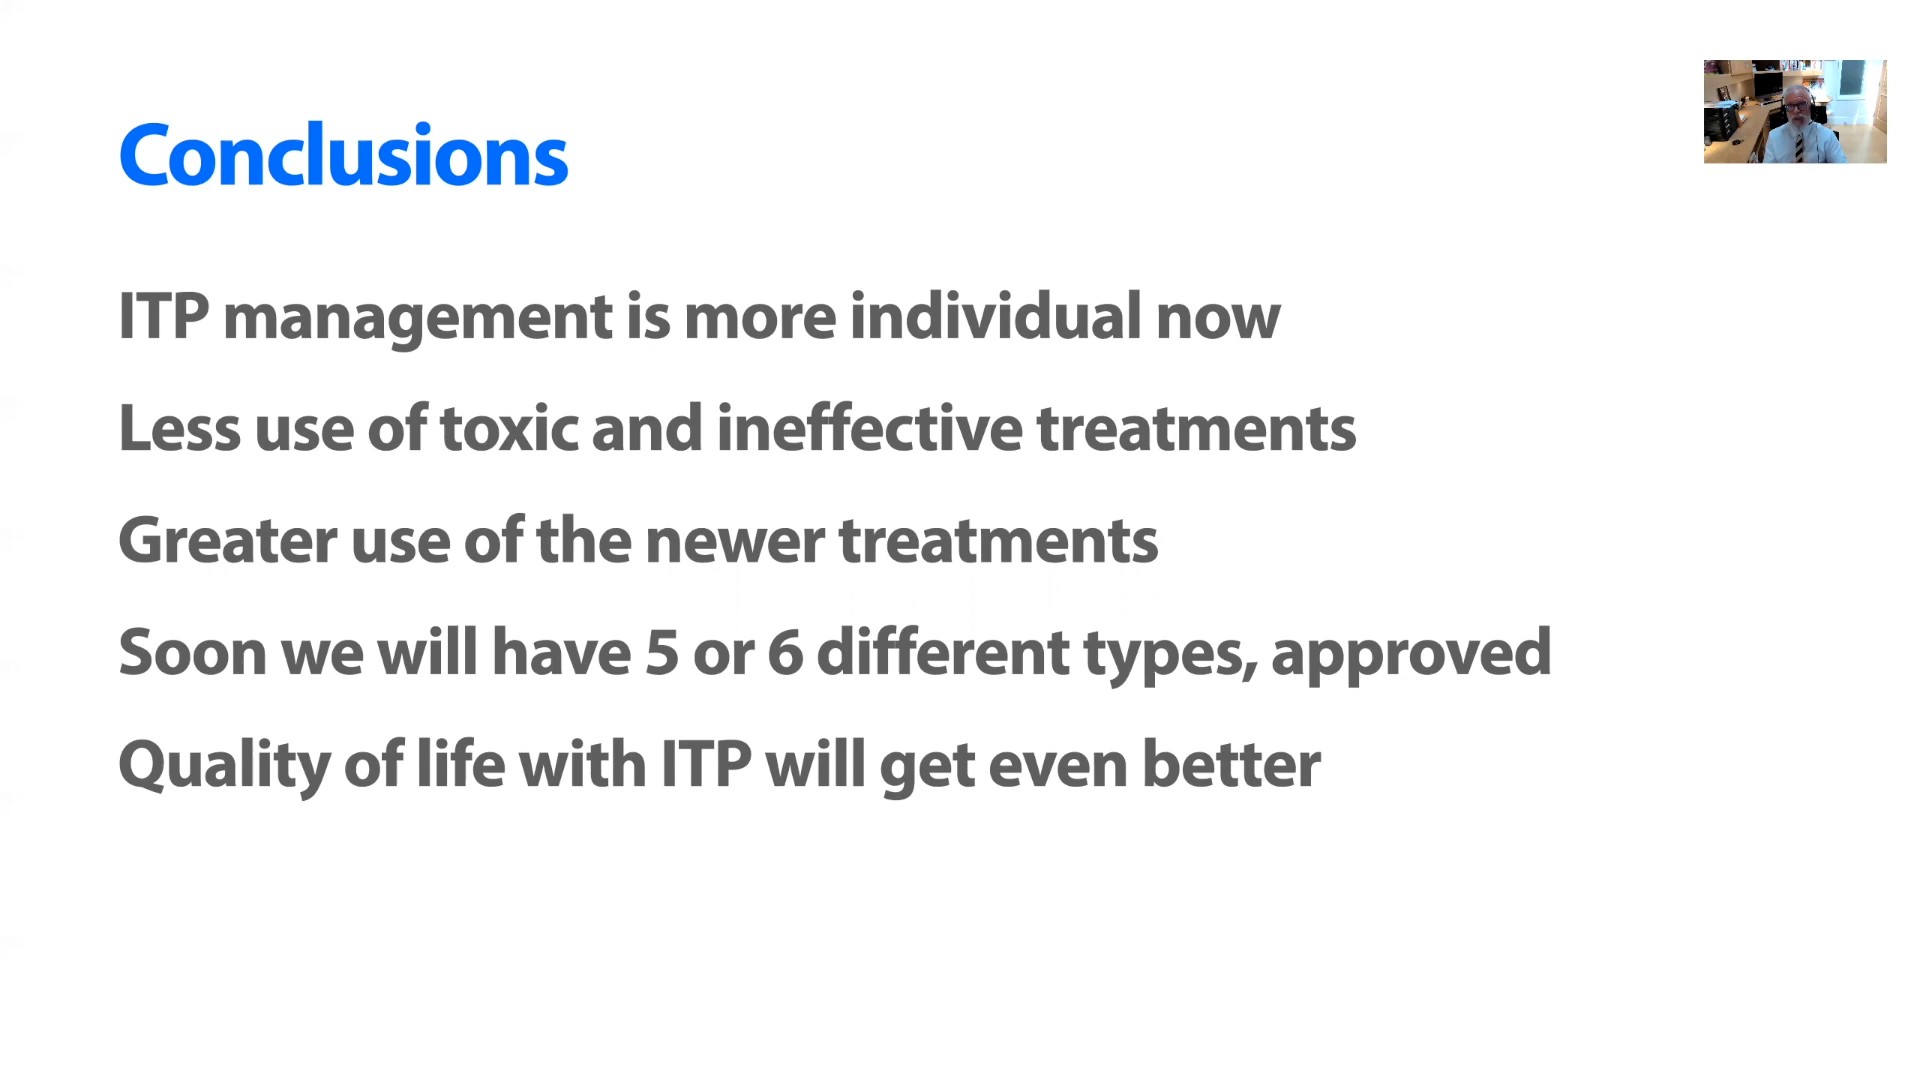 Conclusions
ITP management is more individual now
Less use of toxic and ineffective treatments
Greater use of the newer treatments
Soon we will have 5 or 6 different types, approved
Quality of life with ITP will get even better